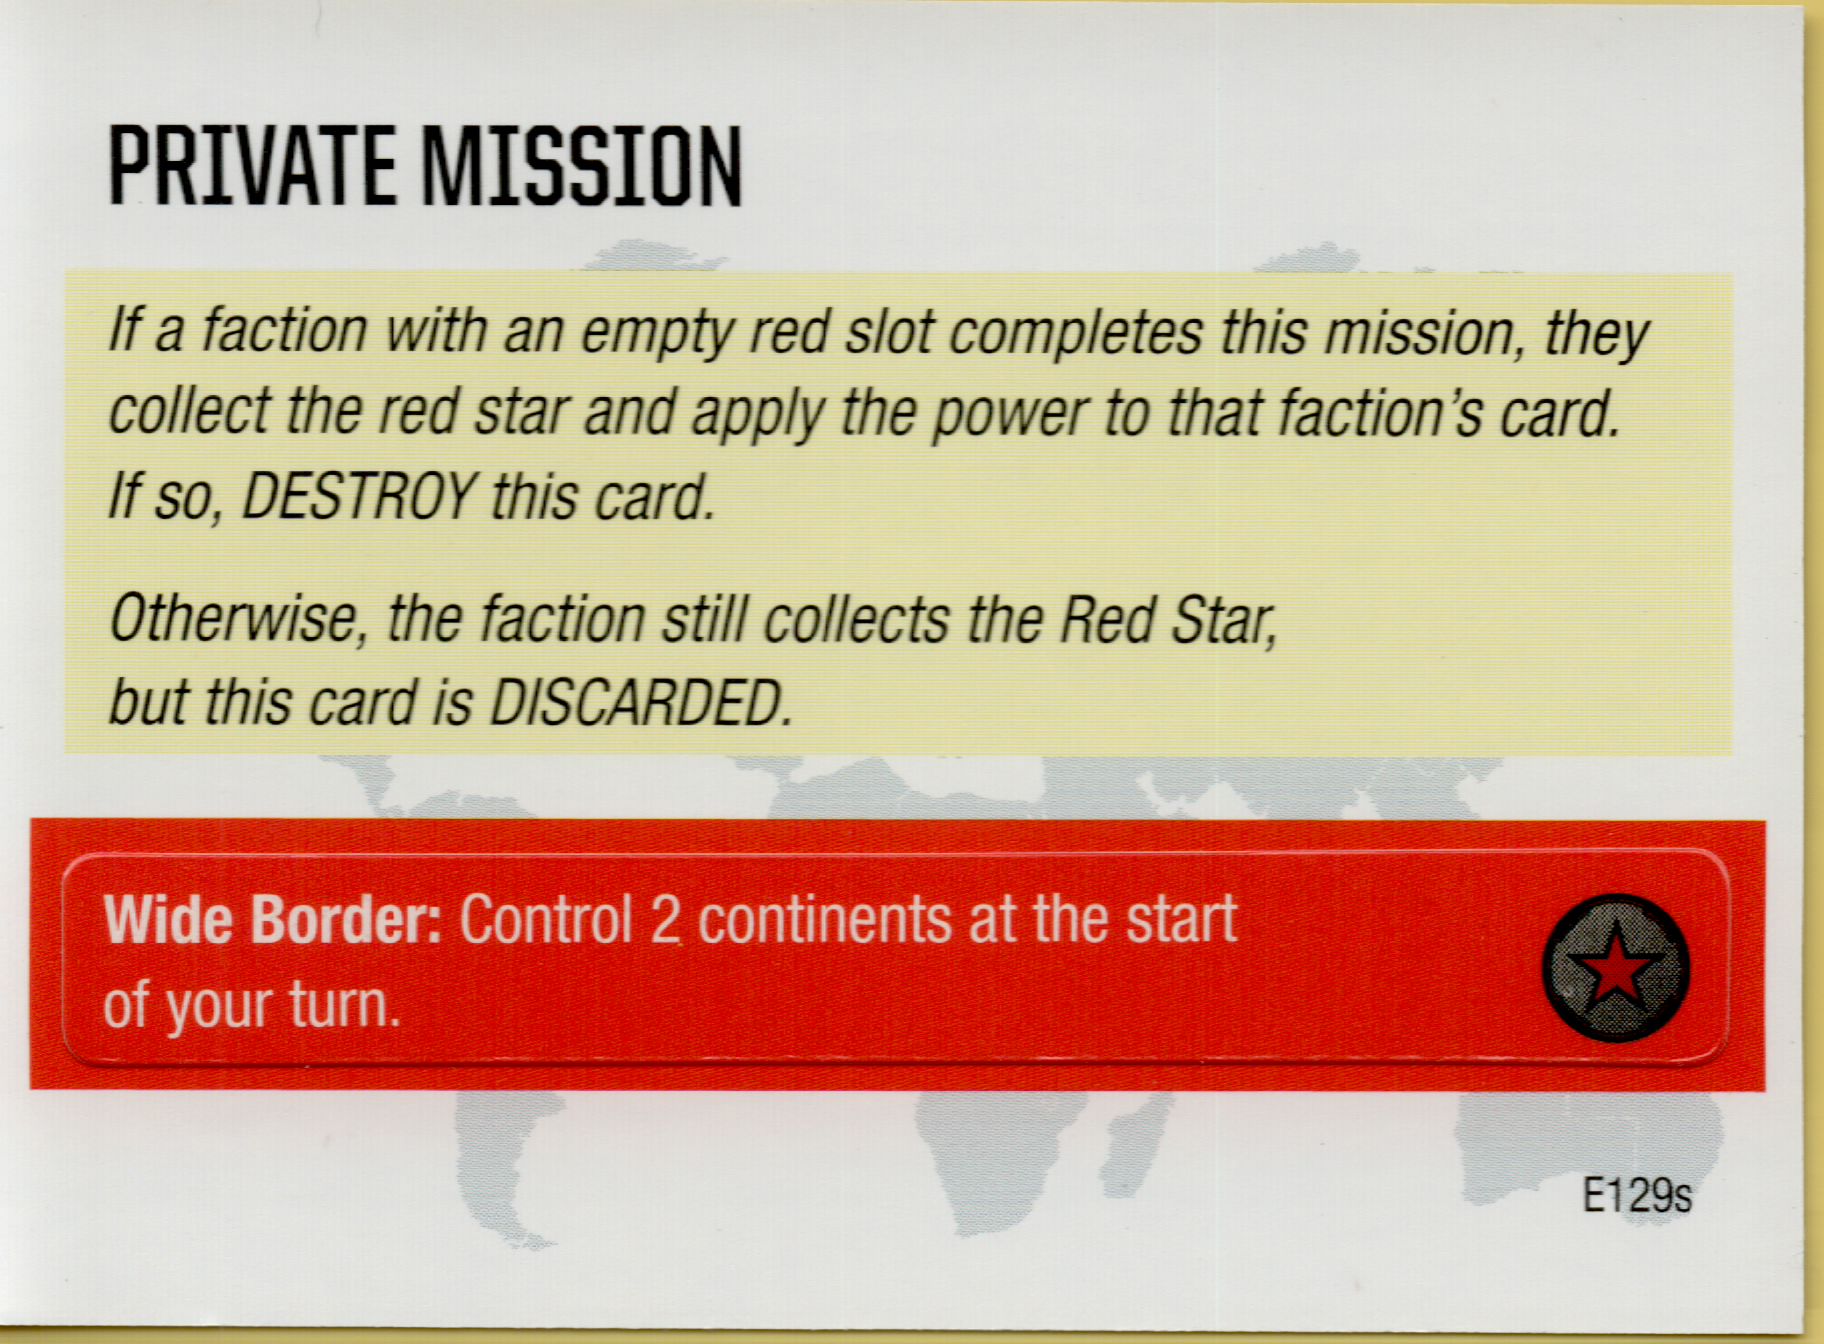 PRIVATE MISSION
If a faction with an empty red slot completes this mission, they
collect the red star and apply the power to that faction's card.
If so, DESTROY this card.
Otherwise, the faction still collects the Red Star,
but this card is DISCARDED.
Wide Border: Control 2 continents at the start
of your turn.
E129s